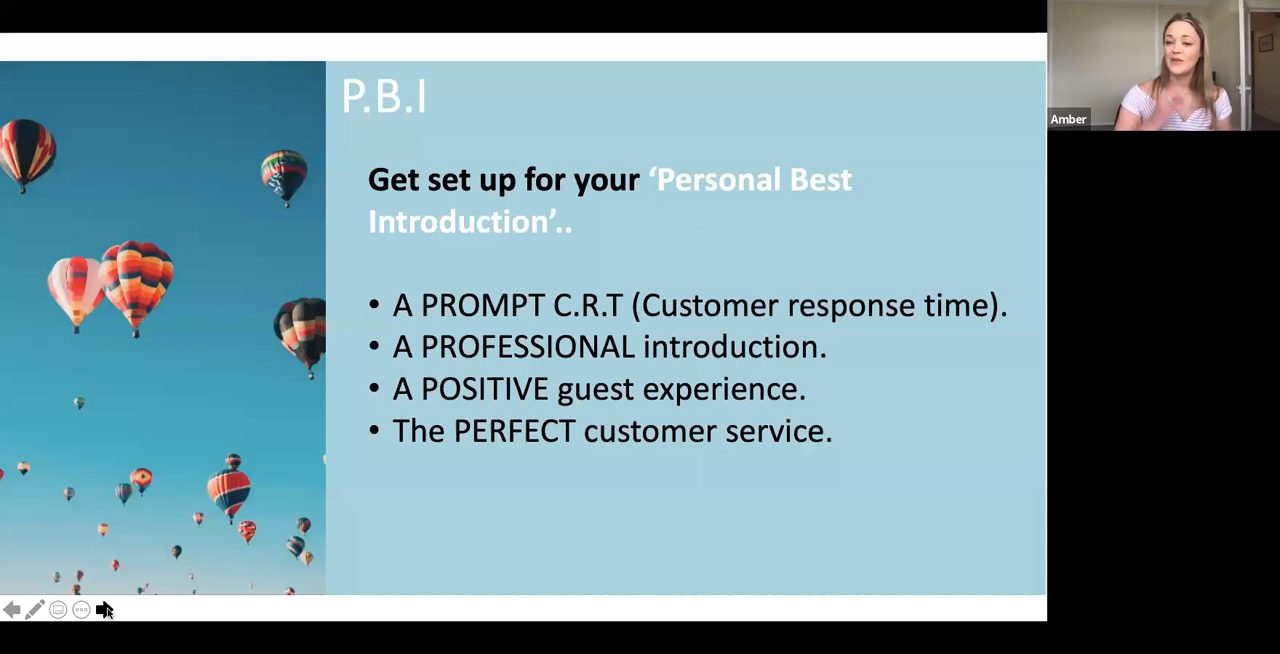 P.B.I
Get set up for your ‘Personal Best
Introduction’..
• A PROMPT C.R.T (Customer response time).
• A PROFESSIONAL introduction.
• A POSITIVE guest experience.
• The PERFECT customer service.
Amber